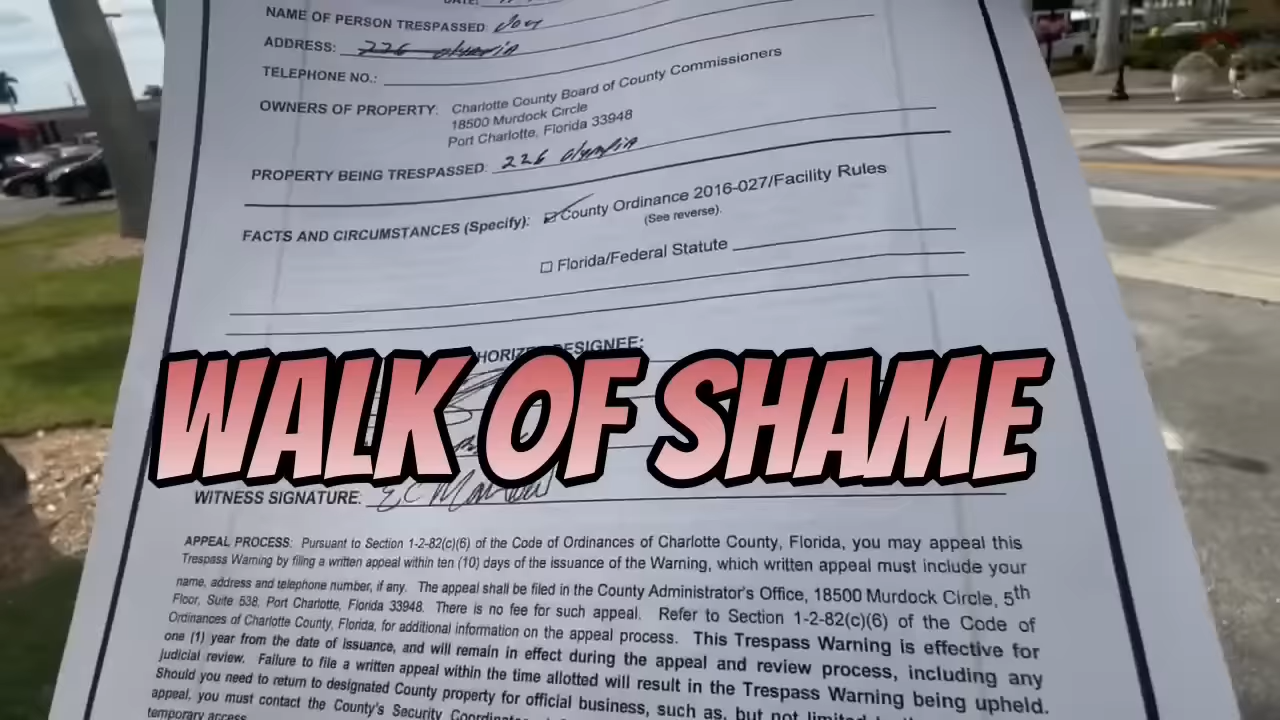 DATE:
NAME OF PERSON TRESPASSED: Joey
ADDRESS: 226 Olympia
TELEPHONE NO.:
OWNERS OF PROPERTY: Charlotte County Board of County Commissioners
18500 Murdock Circle
Port Charlotte, Florida 33948
PROPERTY BEING TRESPASSED: 226 Olympia
FACTS AND CIRCUMSTANCES (Specify): ☑ County Ordinance 2016-027/Facility Rules
(See reverse).
☐ Florida/Federal Statute
DESIGNEE:
WALK OF SHAME
WITNESS SIGNATURE:
APPEAL PROCESS: Pursuant to Section 1-2-82(c)(6) of the Code of Ordinances of Charlotte County, Florida, you may appeal this
Trespass Warning by filing a written appeal within ten (10) days of the issuance of the Warning, which written appeal must include your
name, address and telephone number, if any. The appeal shall be filed in the County Administrator's Office, 18500 Murdock Circle, 5th
Floor, Suite 538, Port Charlotte, Florida 33948. There is no fee for such appeal. Refer to Section 1-2-82(c)(6) of the Code of
Ordinances of Charlotte County, Florida, for additional information on the appeal process. This Trespass Warning is effective for
one (1) year from the date of issuance, and will remain in effect during the appeal and review process, including any
judicial review. Failure to file a written appeal within the time allotted will result in the Trespass Warning being upheld.
Should you need to return to designated County property for official business, such as, but not limited
appeal, you must contact the County's Security
temporary access